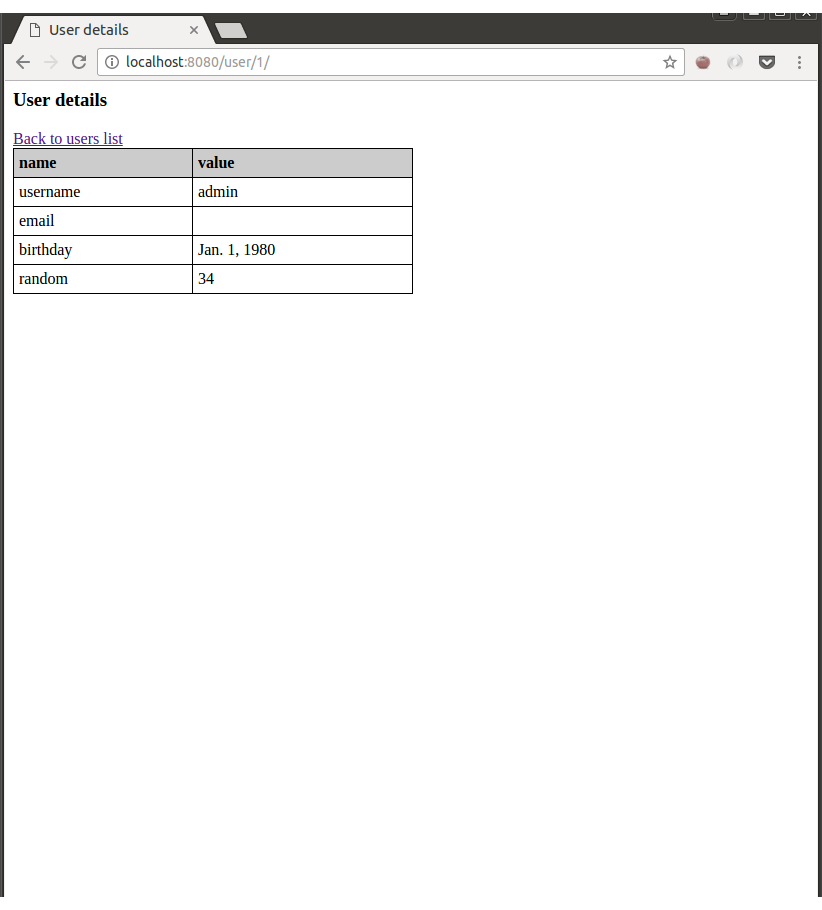 User details
localhost:8080/user/1/
User details
Back to users list
name value
username admin
email
birthday Jan. 1, 1980
random 34